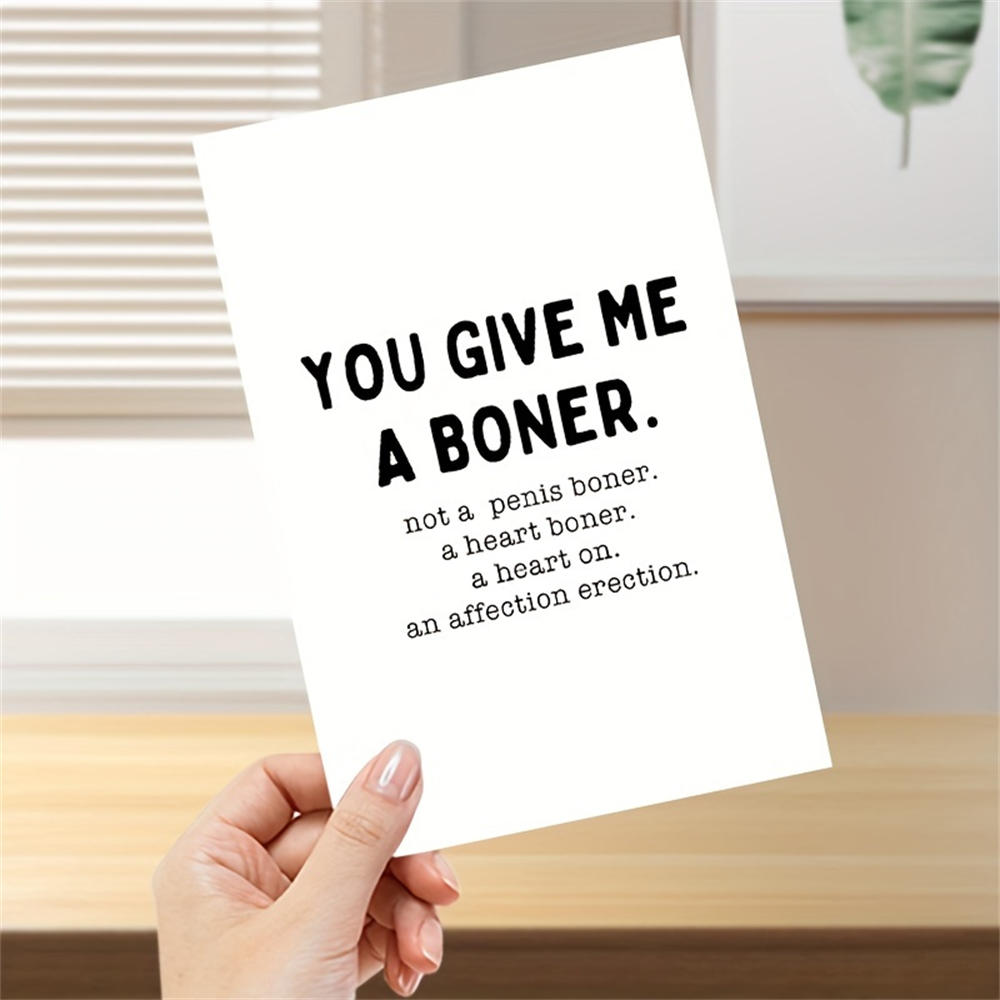 YOU GIVE ME
A BONER.
not a penis boner.
a heart boner.
a heart on.
an affection erection.